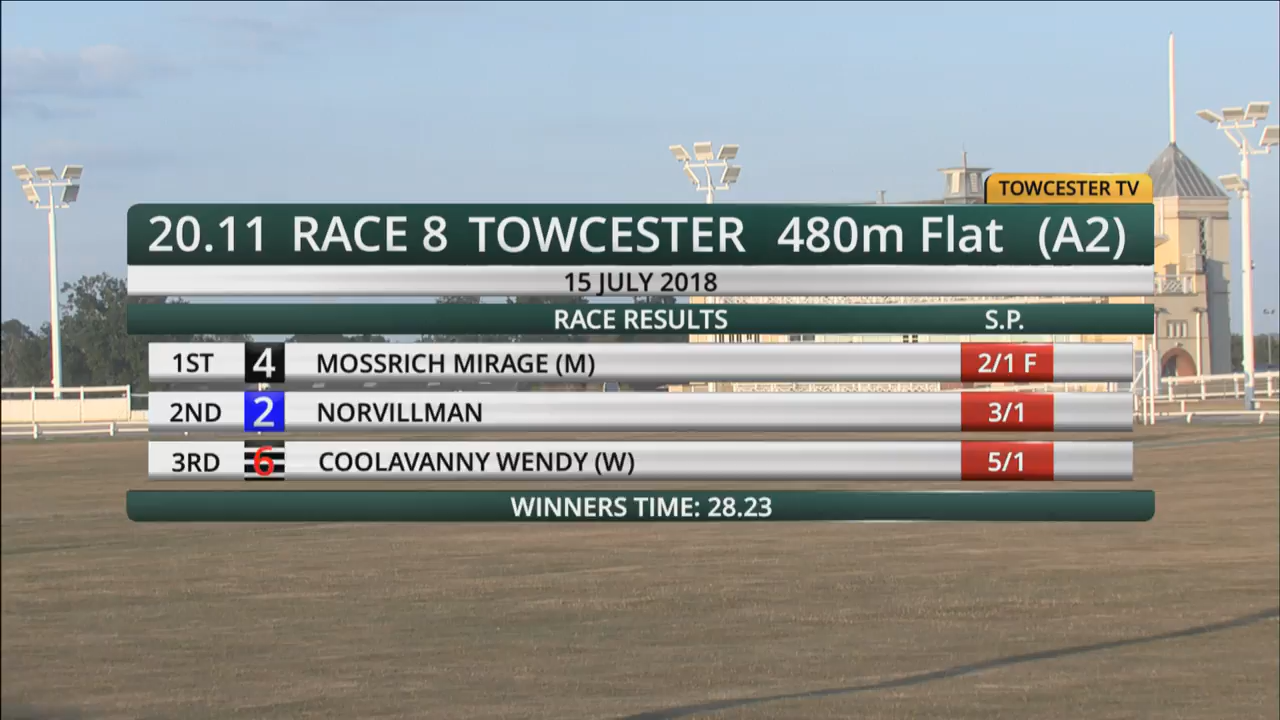 TOWCESTER TV
20.11 RACE 8 TOWCESTER 480m Flat (A2)
15 JULY 2018
RACE RESULTS S.P.
1ST 4 MOSSRICH MIRAGE (M) 2/1 F
2ND 2 NORVILLMAN 3/1
3RD 6 COOLAVANNY WENDY (W) 5/1
WINNERS TIME: 28.23